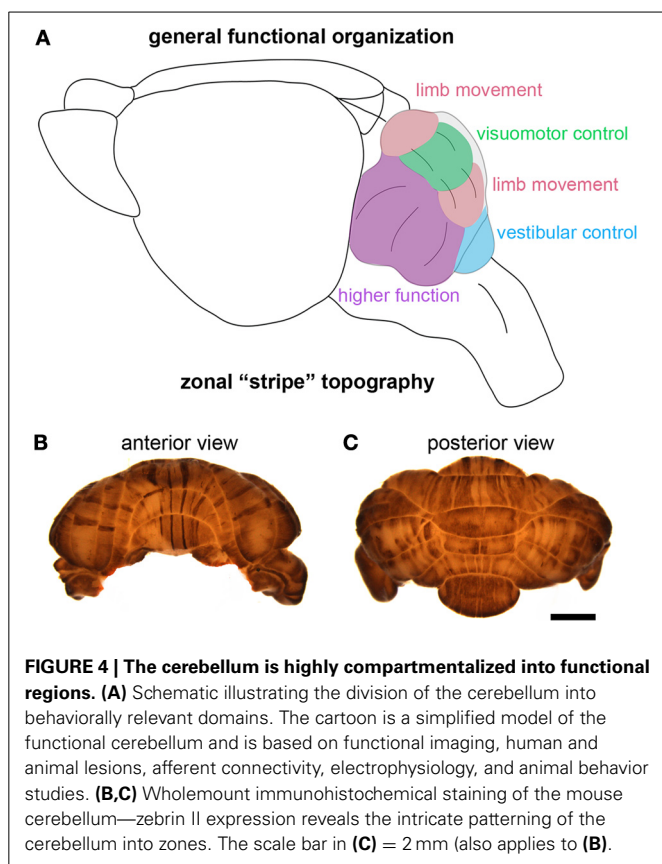 A
general functional organization
limb movement
visuomotor control
limb movement
vestibular control
higher function
zonal “stripe” topography
B
anterior view
C
posterior view
FIGURE 4 | The cerebellum is highly compartmentalized into functional
regions. (A) Schematic illustrating the division of the cerebellum into
behaviorally relevant domains. The cartoon is a simplified model of the
functional cerebellum and is based on functional imaging, human and
animal lesions, afferent connectivity, electrophysiology, and animal behavior
studies. (B,C) Wholemount immunohistochemical staining of the mouse
cerebellum—zebrin II expression reveals the intricate patterning of the
cerebellum into zones. The scale bar in (C) = 2 mm (also applies to (B).